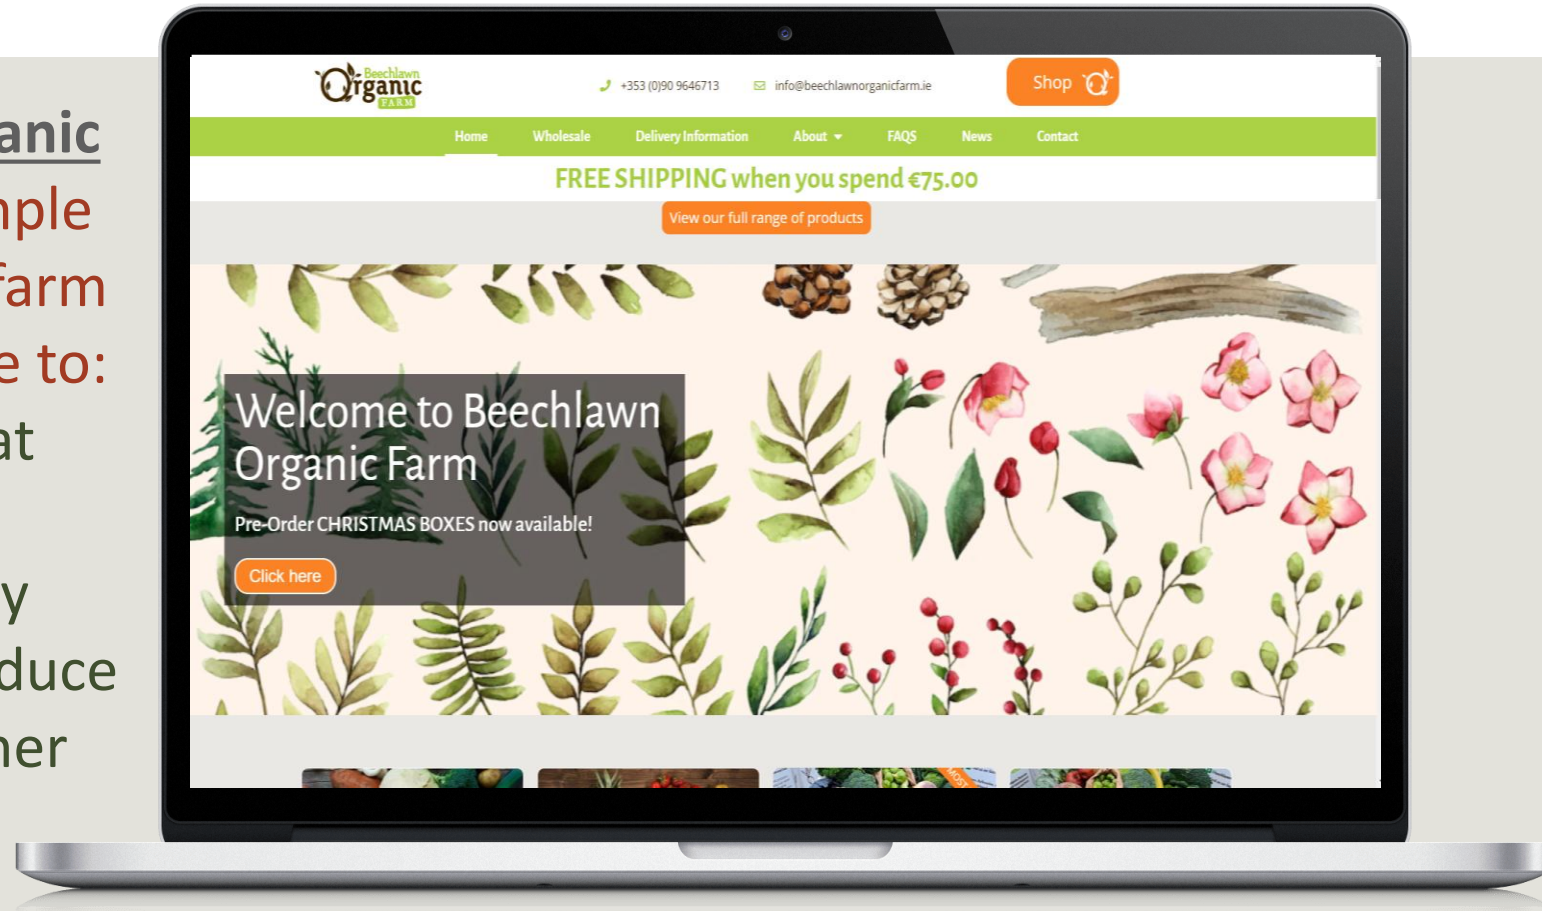 anic
nple
farm
e to:
at
y
duce
her
Beechlawn
Organic
FARM
+353 (0)90 9646713 info@beechlawnorganicfarm.ie
Shop
Home Wholesale Delivery Information About FAQS News Contact
FREE SHIPPING when you spend €75.00
View our full range of products
Welcome to Beechlawn
Organic Farm
Pre-Order CHRISTMAS BOXES now available!
Click here
MOST